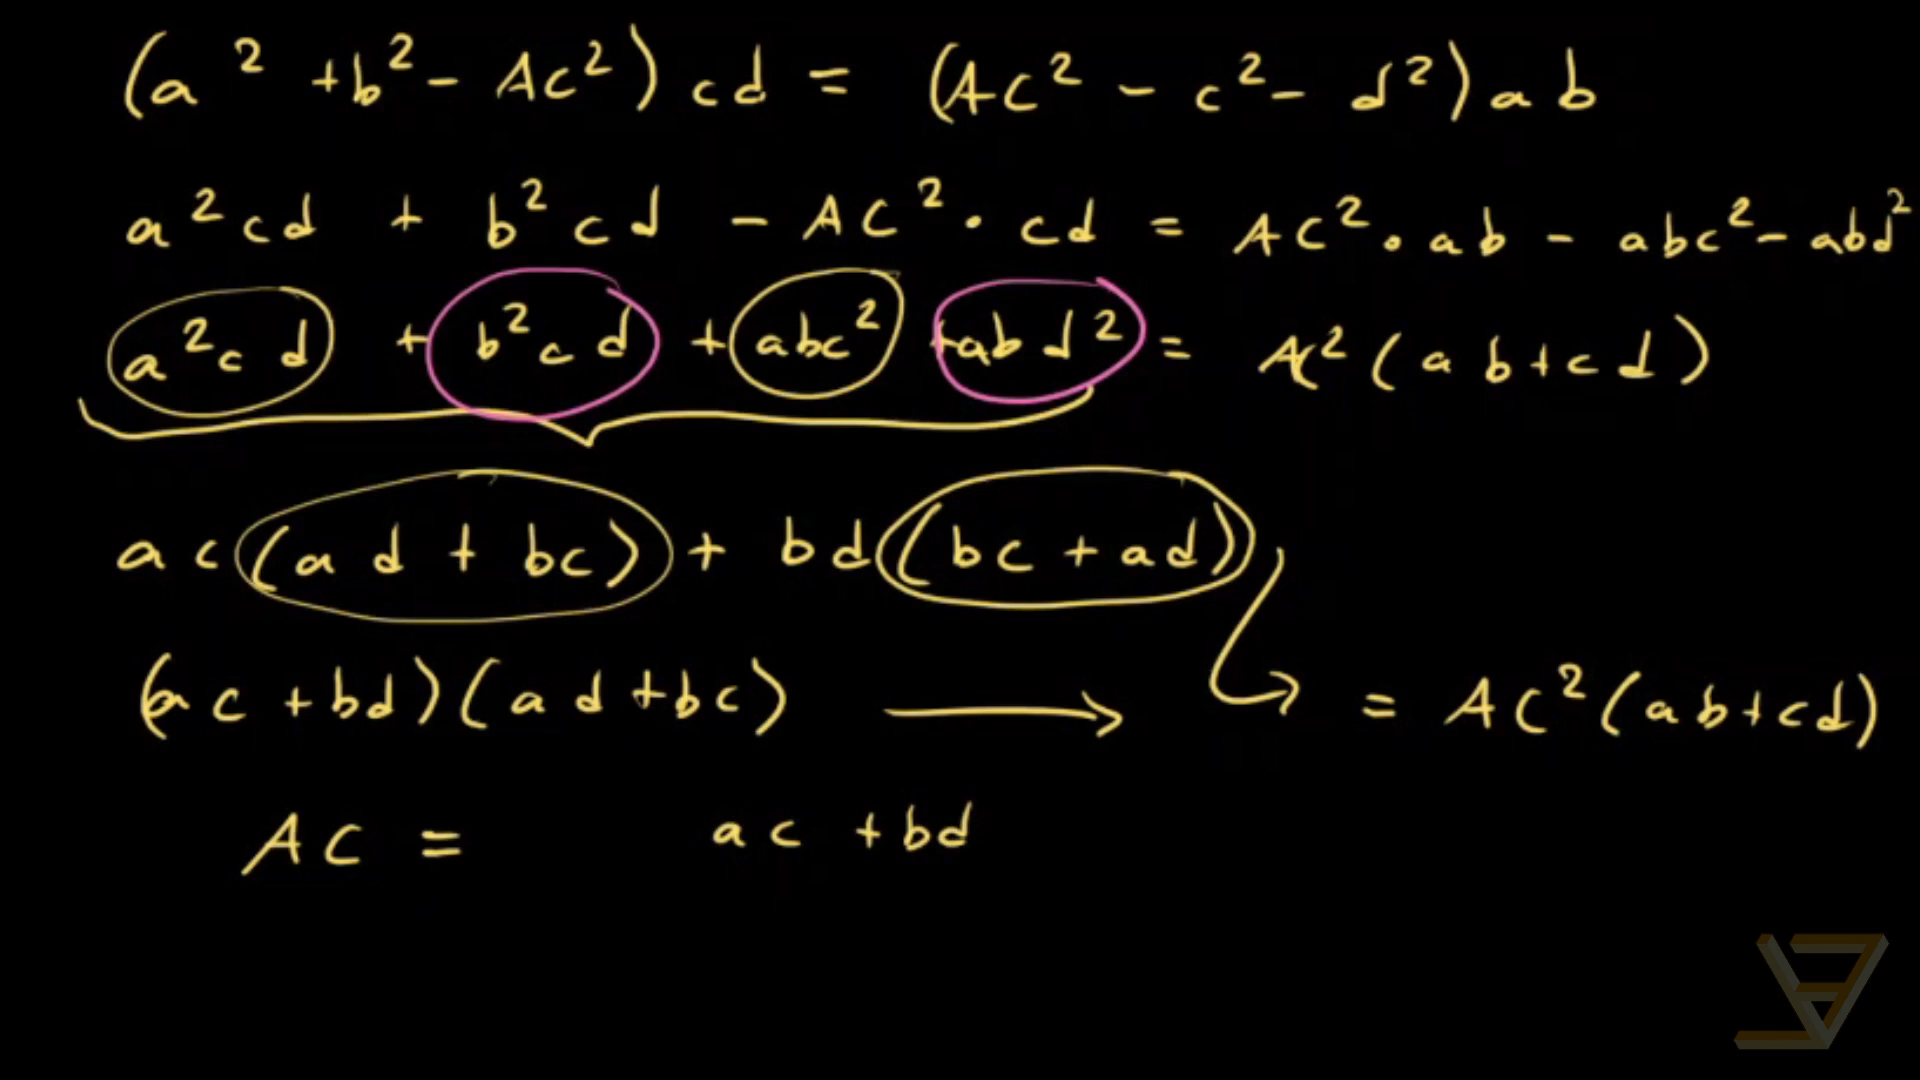 (a² + b² - AC²) cd = (AC² - c² - d²) ab
a²cd + b²cd - AC² · cd = AC² · ab - abc² - abd²
a²cd + b²cd + abc² + abd² = AC² (ab + cd)
ac (ad + bc) + bd (bc + ad)
(ac + bd) (ad + bc) → = AC² (ab + cd)
AC = ac + bd